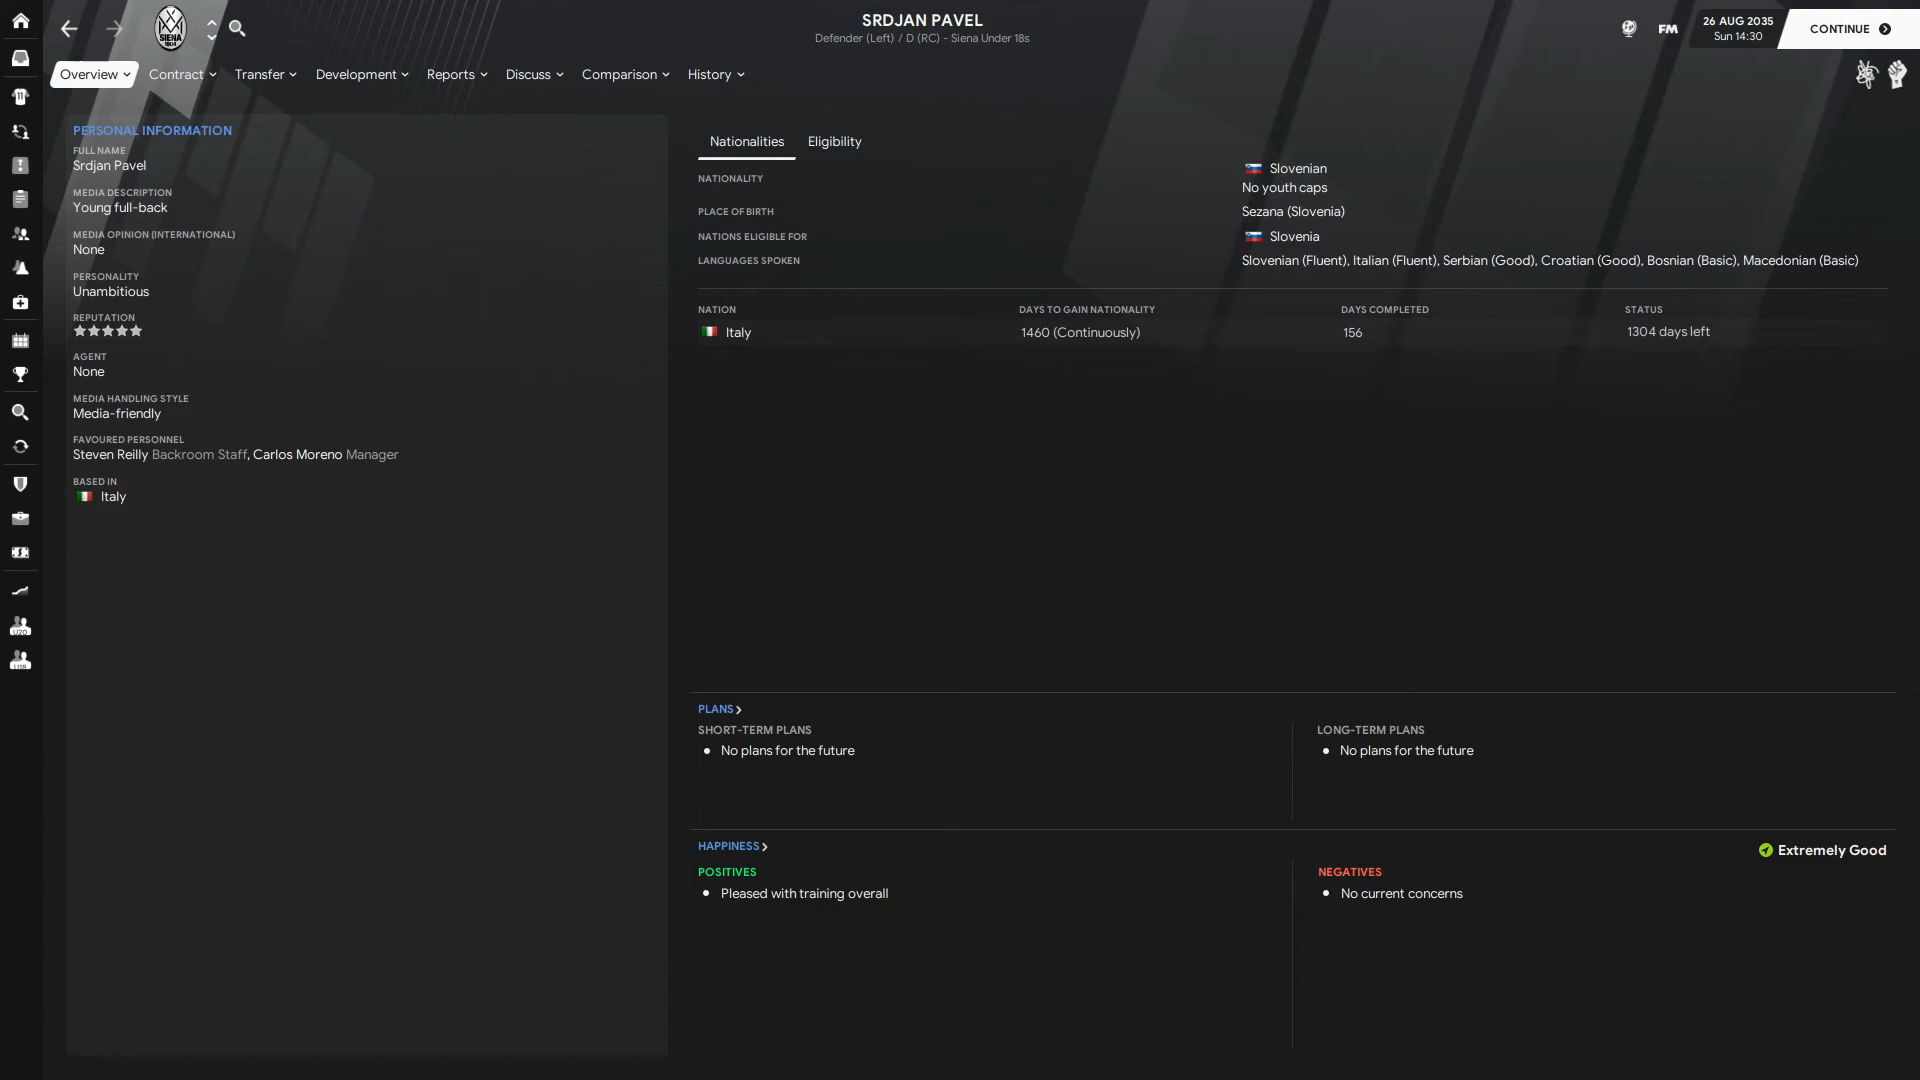 SRDJAN PAVEL
Defender (Left) / D (RC) - Siena Under 18s
SIENA
1904
FM
26 AUG 2035
Sun 14:30
CONTINUE
Overview
Contract
Transfer
Development
Reports
Discuss
Comparison
History
PERSONAL INFORMATION
FULL NAME
Srdjan Pavel
MEDIA DESCRIPTION
Young full-back
MEDIA OPINION (INTERNATIONAL)
None
PERSONALITY
Unambitious
REPUTATION
AGENT
None
MEDIA HANDLING STYLE
Media-friendly
FAVOURED PERSONNEL
Steven Reilly Backroom Staff, Carlos Moreno Manager
BASED IN
Italy
Nationalities
Eligibility
NATIONALITY
Slovenian
No youth caps
PLACE OF BIRTH
Sezana (Slovenia)
NATIONS ELIGIBLE FOR
Slovenia
LANGUAGES SPOKEN
Slovenian (Fluent), Italian (Fluent), Serbian (Good), Croatian (Good), Bosnian (Basic), Macedonian (Basic)
NATION DAYS TO GAIN NATIONALITY DAYS COMPLETED STATUS
Italy 1460 (Continuously) 156 1304 days left
PLANS
SHORT-TERM PLANS
No plans for the future
LONG-TERM PLANS
No plans for the future
HAPPINESS
Extremely Good
POSITIVES
Pleased with training overall
NEGATIVES
No current concerns
11
U20
U18